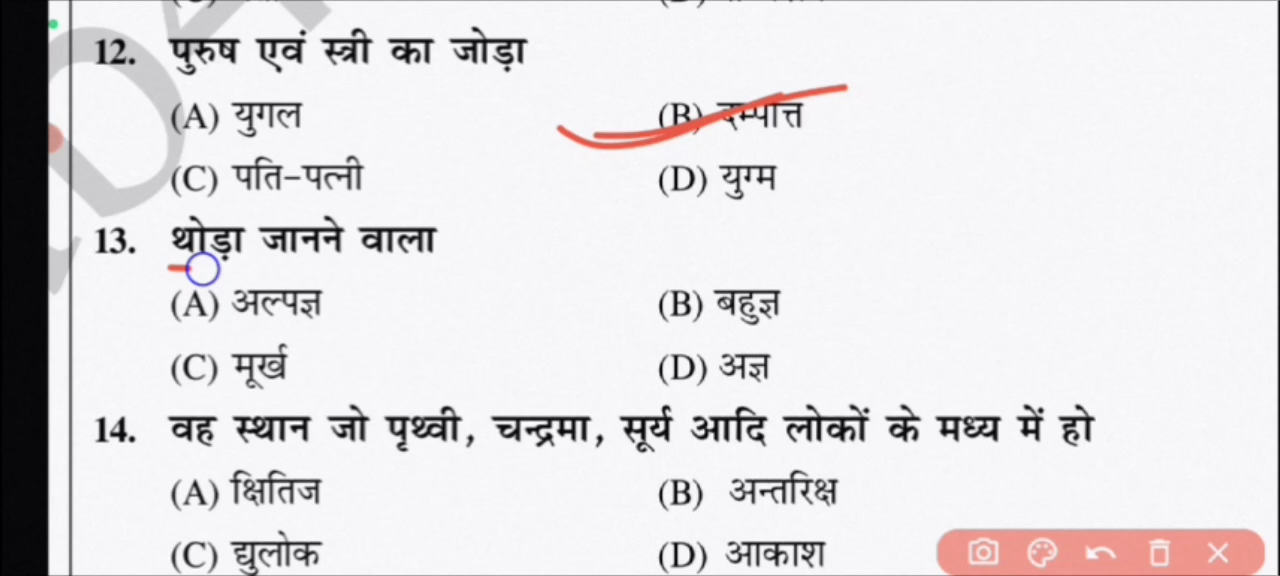 12. पुरुष एवं स्त्री का जोड़ा
(A) युगल (B) दम्पत्ति
(C) पति-पत्नी (D) युग्म
13. थोड़ा जानने वाला
(A) अल्पज्ञ (B) बहुज्ञ
(C) मूर्ख (D) अज्ञ
14. वह स्थान जो पृथ्वी, चन्द्रमा, सूर्य आदि लोकों के मध्य में हो
(A) क्षितिज (B) अन्तरिक्ष
(C) द्युलोक (D) आकाश